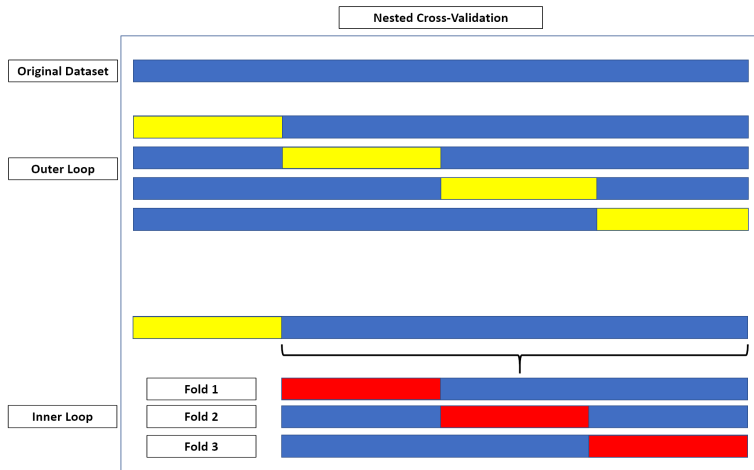 Nested Cross-Validation
Original Dataset
Outer Loop
Inner Loop
Fold 1
Fold 2
Fold 3